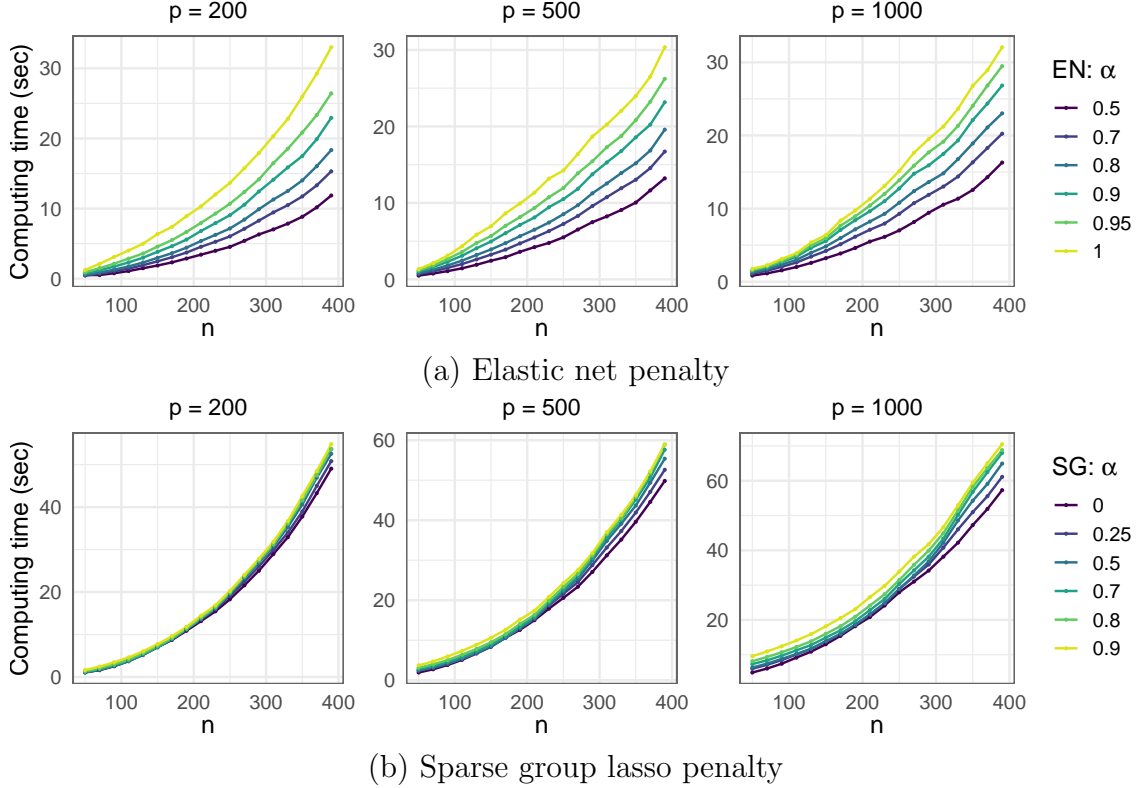 p = 200 p = 500 p = 1000
Computing time (sec)
30
20
10
0
100 200 300 400
n
30
20
10
0
100 200 300 400
n
30
20
10
0
100 200 300 400
n
EN: α
0.5
0.7
0.8
0.9
0.95
1
(a) Elastic net penalty
p = 200 p = 500 p = 1000
Computing time (sec)
40
20
0
100 200 300 400
n
60
40
20
0
100 200 300 400
n
60
40
20
100 200 300 400
n
SG: α
0
0.25
0.5
0.7
0.8
0.9
(b) Sparse group lasso penalty